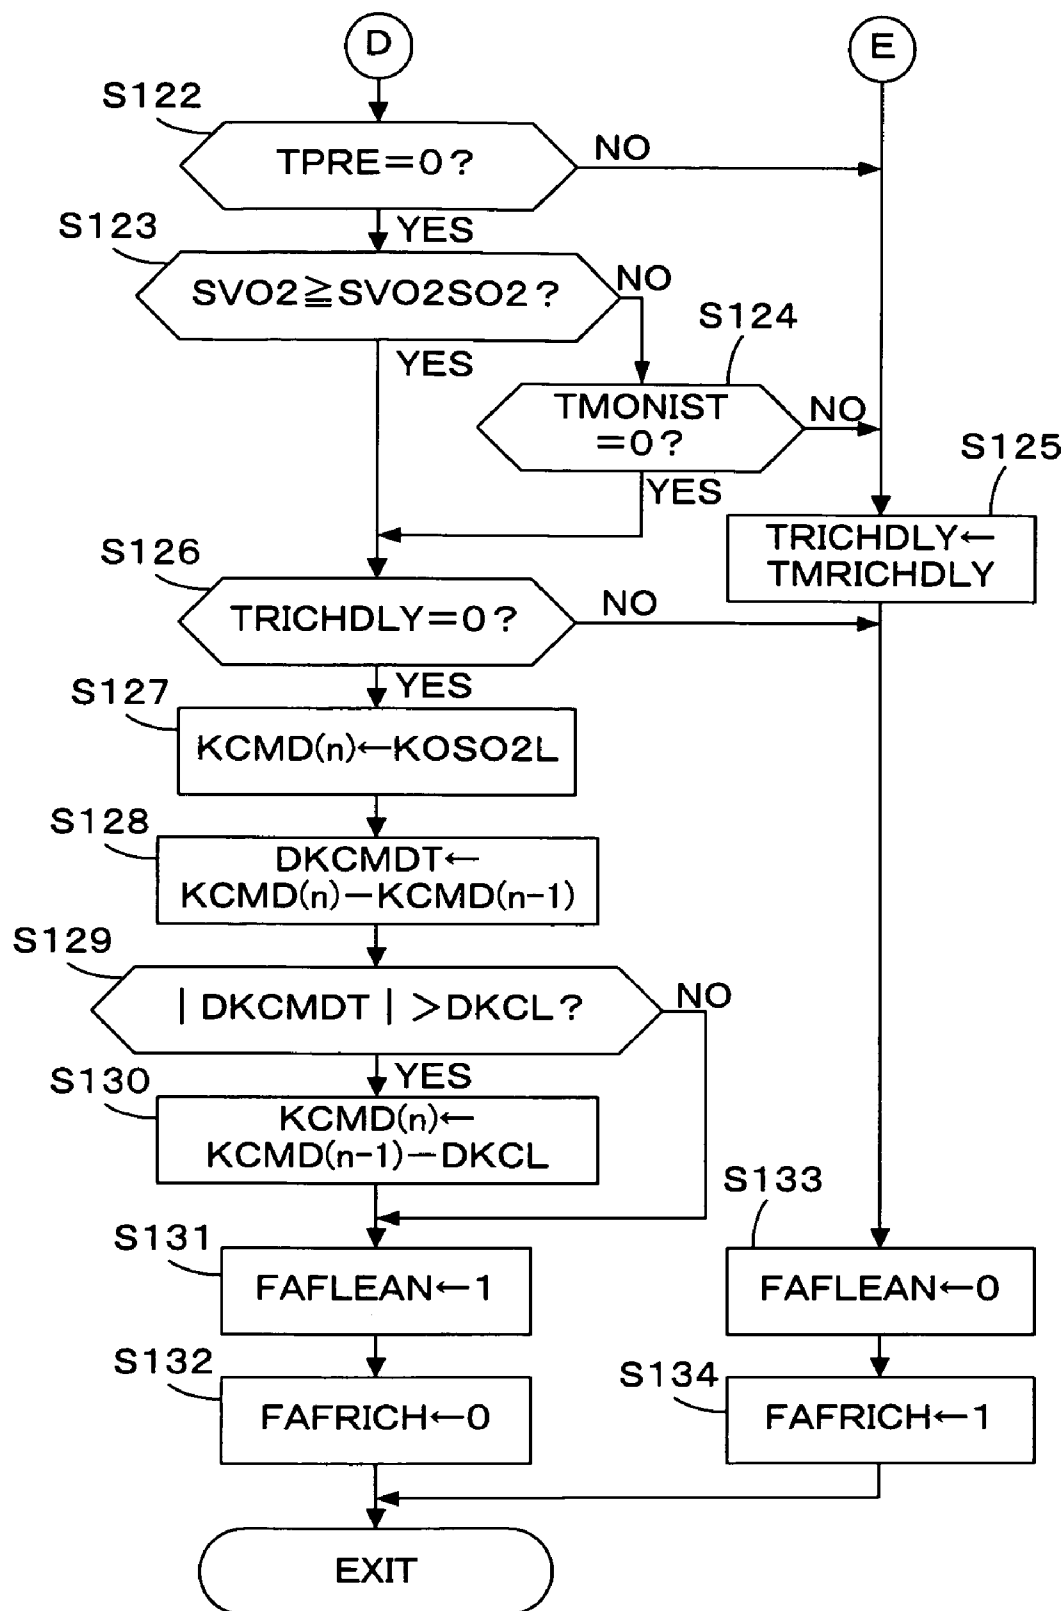 D
E
S122
TPRE=0?
NO
YES
S123
SVO2≧SVO2SO2?
NO
YES
S124
TMONIST
=0?
NO
YES
S125
TRICHDLY←
TMRICHDLY
S126
TRICHDLY=0?
NO
YES
S127
KCMD(n)←KOSO2L
S128
DKCMDT←
KCMD(n)−KCMD(n-1)
S129
|DKCMDT|>DKCL?
NO
YES
S130
KCMD(n)←
KCMD(n-1)−DKCL
S131
FAFLEAN←1
S133
FAFLEAN←0
S132
FAFRICH←0
S134
FAFRICH←1
EXIT